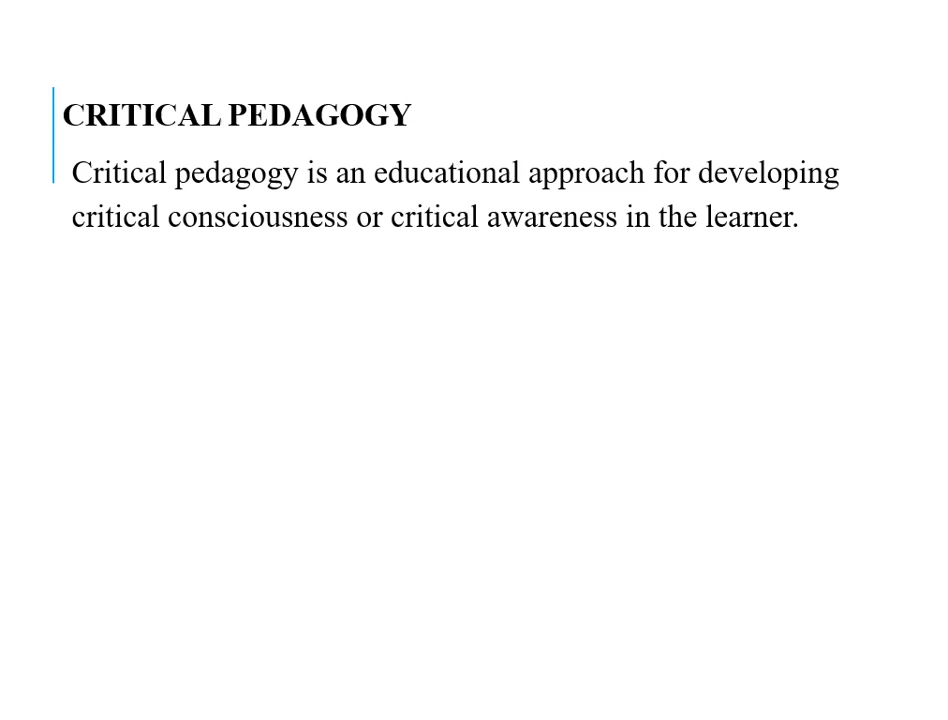 CRITICAL PEDAGOGY
Critical pedagogy is an educational approach for developing
critical consciousness or critical awareness in the learner.